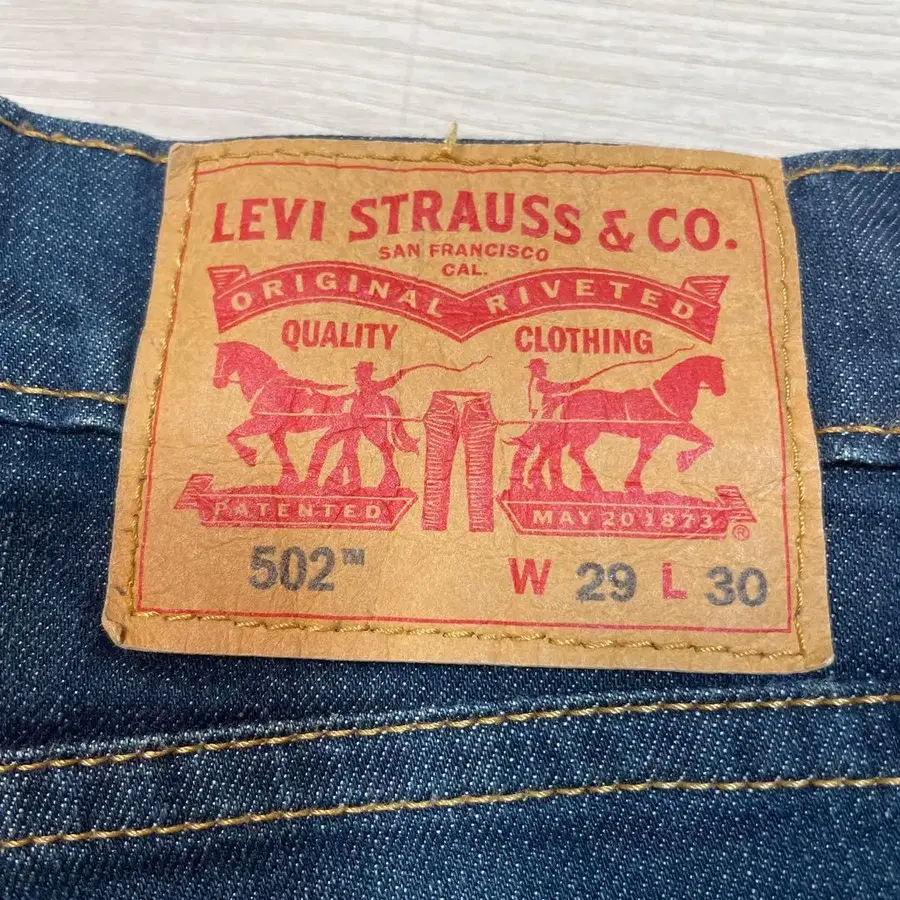 LEVI STRAUSS & CO.
SAN FRANCISCO
CAL.
ORIGINAL RIVETED
QUALITY CLOTHING
PATENTED MAY 20 1873 ®
502™ W 29 L 30